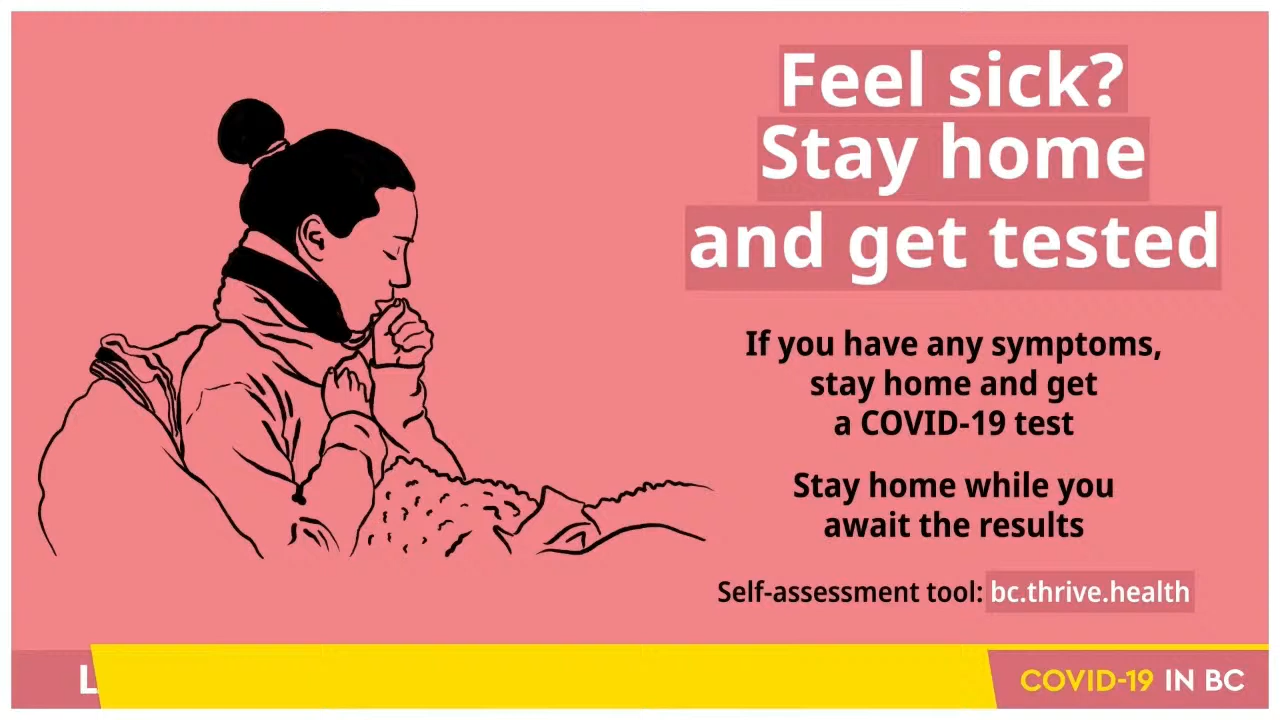 Feel sick?
Stay home
and get tested
If you have any symptoms,
stay home and get
a COVID-19 test
Stay home while you
await the results
Self-assessment tool: bc.thrive.health
COVID-19 IN BC